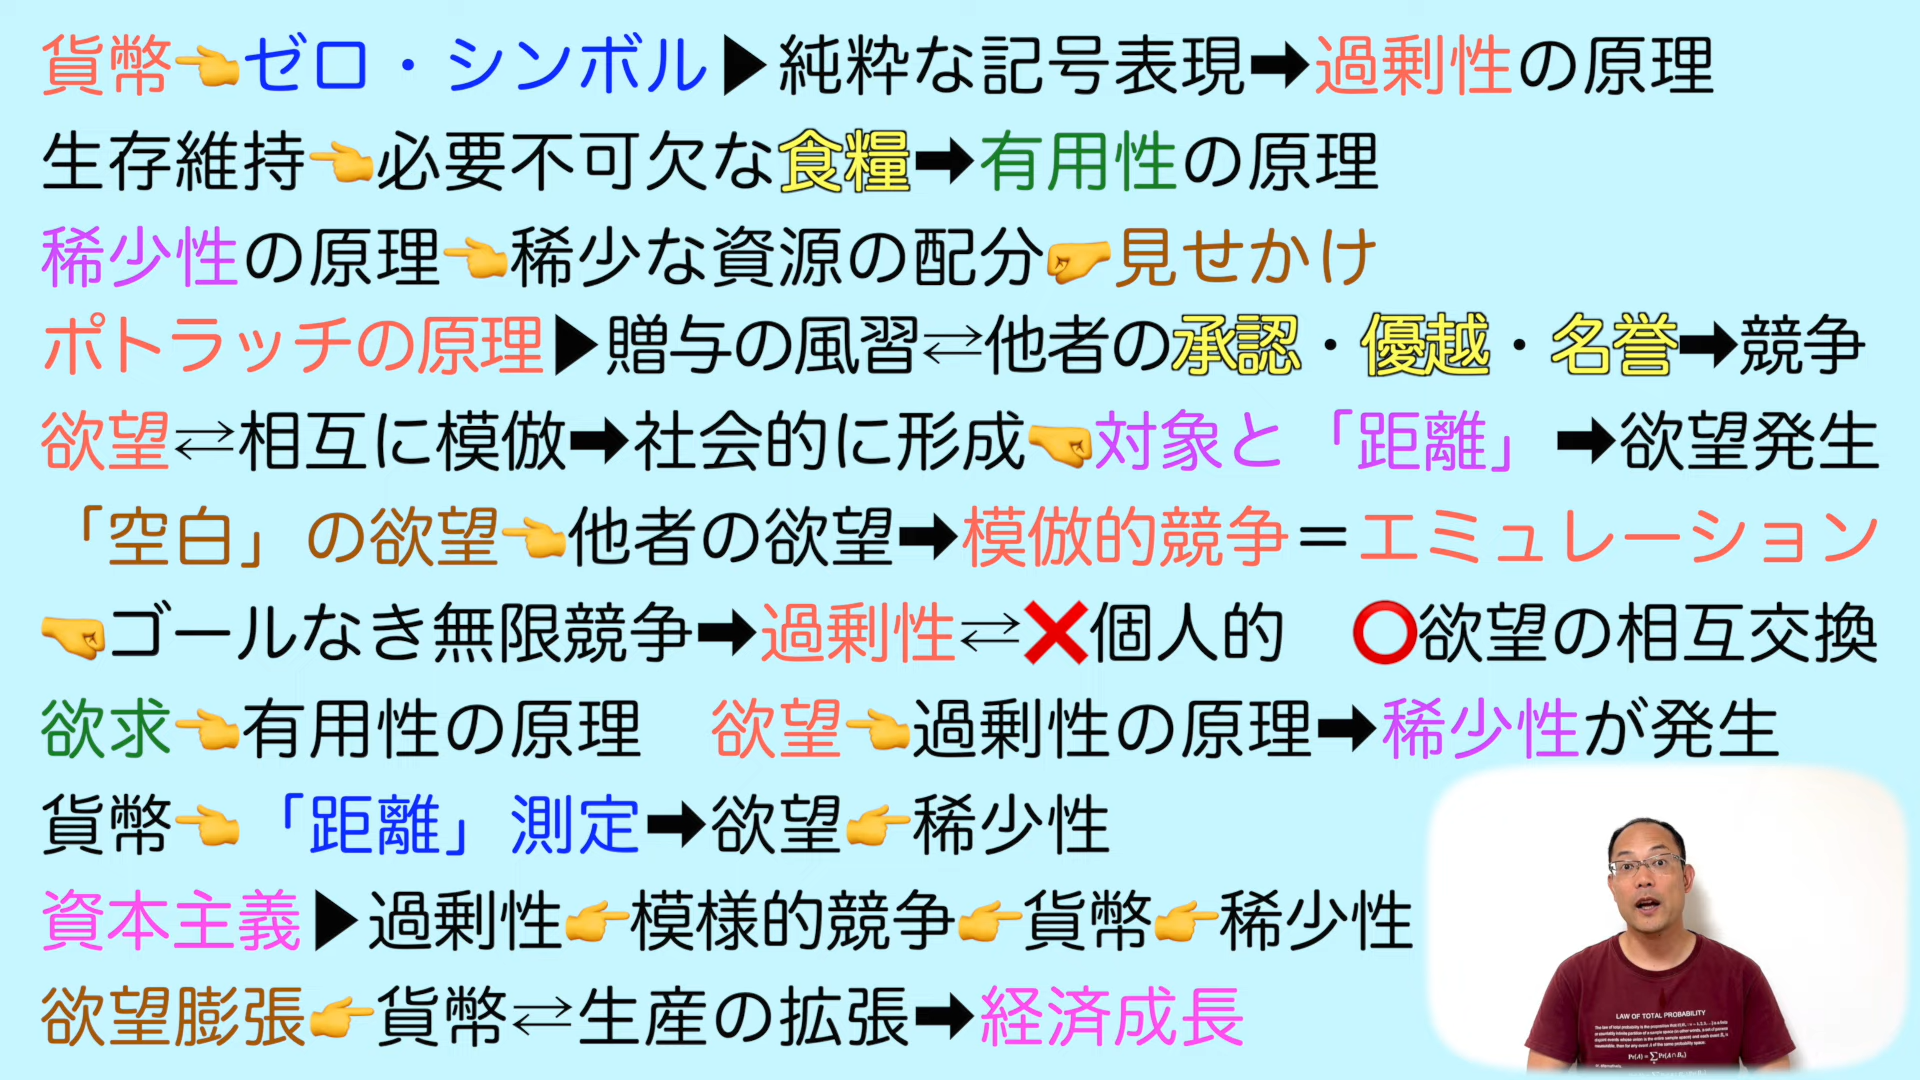 貨幣👈ゼロ・シンボル▶純粋な記号表現➡過剰性の原理
生存維持👈必要不可欠な食糧➡有用性の原理
稀少性の原理👈稀少な資源の配分👉見せかけ
ポトラッチの原理▶贈与の風習⇄他者の承認・優越・名誉➡競争
欲望⇄相互に模倣➡社会的に形成🤜対象と「距離」➡欲望発生
「空白」の欲望👈他者の欲望➡模倣的競争＝エミュレーション
🤜ゴールなき無限競争➡過剰性⇄❌個人的 ⭕欲望の相互交換
欲求👈有用性の原理 欲望👈過剰性の原理➡稀少性が発生
貨幣👈「距離」測定➡欲望👉稀少性
資本主義▶過剰性👉模様的競争👉貨幣👉稀少性
欲望膨張👉貨幣⇄生産の拡張➡経済成長
LAW OF TOTAL PROBABILITY